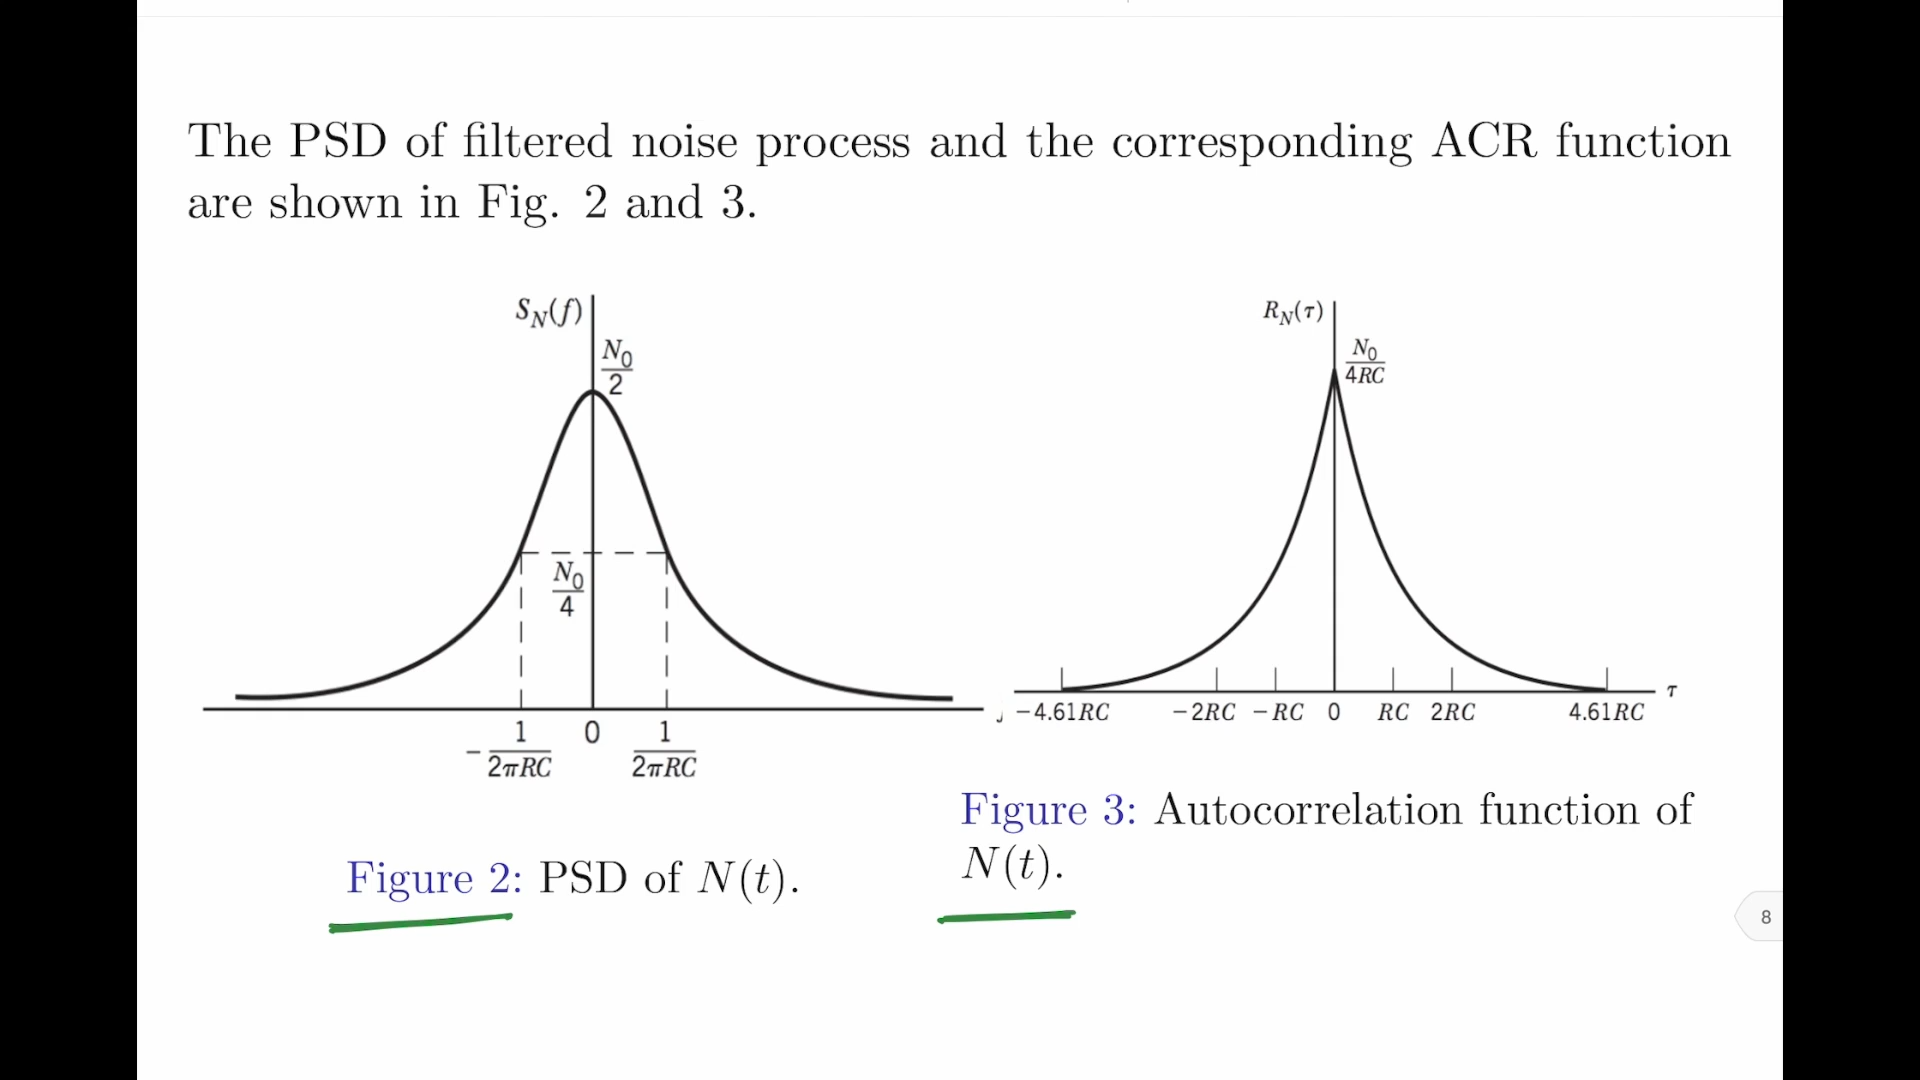 The PSD of filtered noise process and the corresponding ACR function
are shown in Fig. 2 and 3.
S_N(f)
N_0/2
N_0/4
-1/2πRC 0 1/2πRC
R_N(τ)
N_0/4RC
τ
−4.61RC −2RC −RC 0 RC 2RC 4.61RC
Figure 2: PSD of N(t).
Figure 3: Autocorrelation function of
N(t).
8